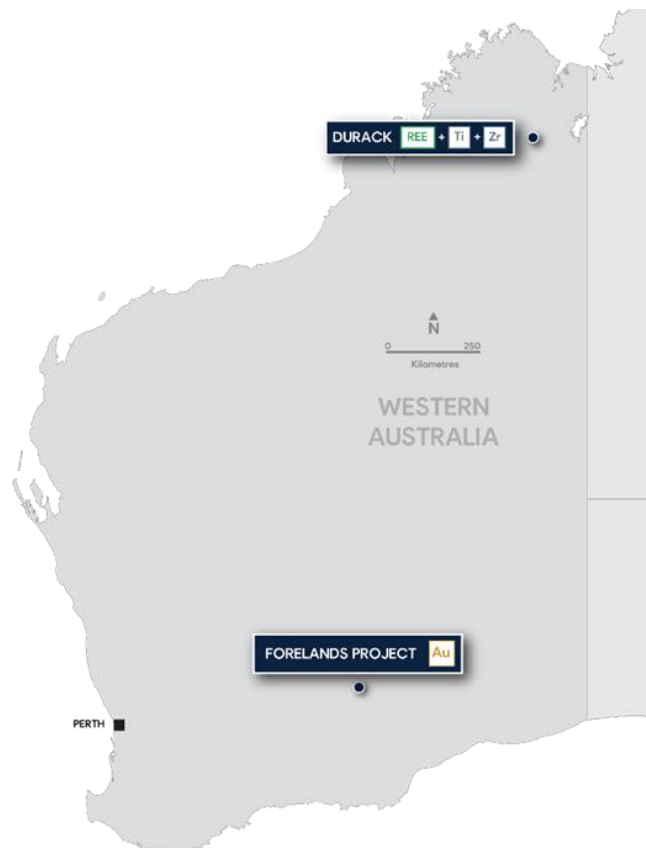 DURACK REE + Ti + Zr
N
0 250
Kilometres
WESTERN
AUSTRALIA
FORELANDS PROJECT Au
PERTH